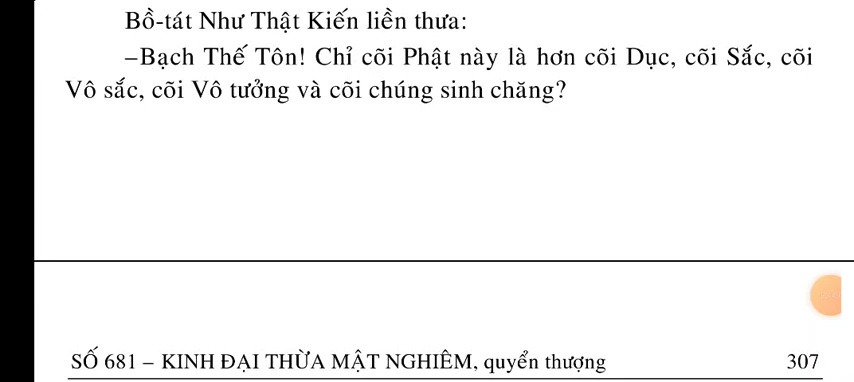 Bồ-tát Như Thật Kiến liền thưa:
–Bạch Thế Tôn! Chỉ cõi Phật này là hơn cõi Dục, cõi Sắc, cõi
Vô sắc, cõi Vô tưởng và cõi chúng sinh chăng?
SỐ 681 – KINH ĐẠI THỪA MẬT NGHIÊM, quyển thượng 307